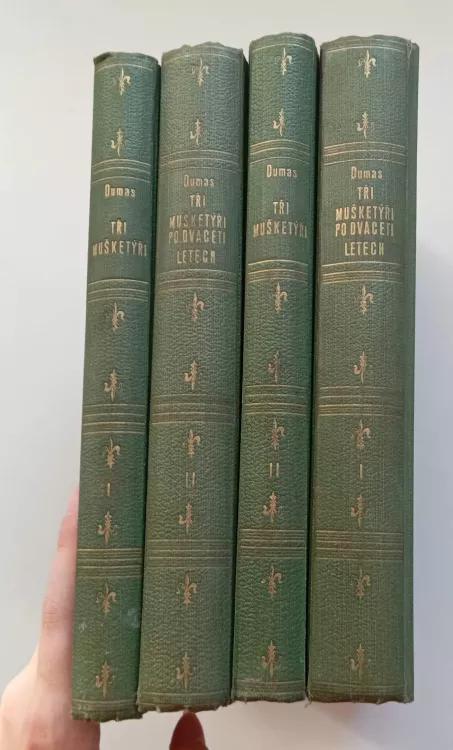 Dumas
TŘI
MUŠKETÝŘI
I
Dumas
TŘI
MUŠKETÝŘI
PO DVACETI
LETECH
II
Dumas
TŘI
MUŠKETÝŘI
II
Dumas
TŘI
MUŠKETÝŘI
PO DVACETI
LETECH
I